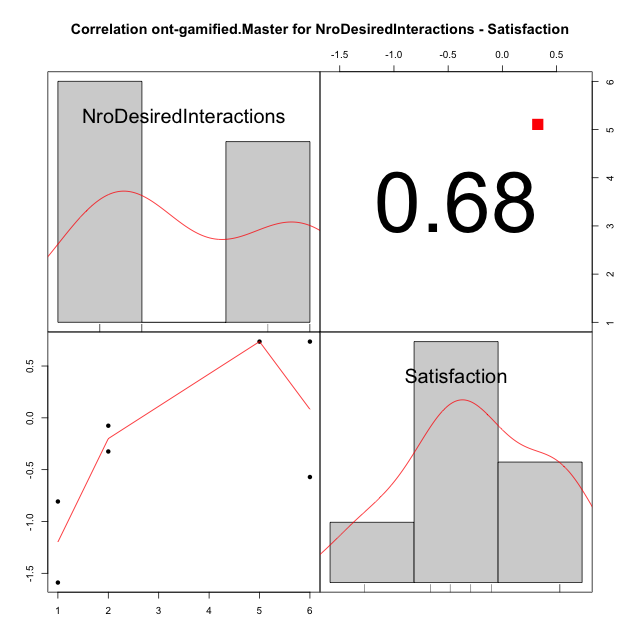 Correlation ont-gamified.Master for NroDesiredInteractions - Satisfaction
-1.5 -1.0 -0.5 0.0 0.5
NroDesiredInteractions
0.68
6
5
4
3
2
1
0.5
0.0
-0.5
-1.0
-1.5
Satisfaction
1 2 3 4 5 6